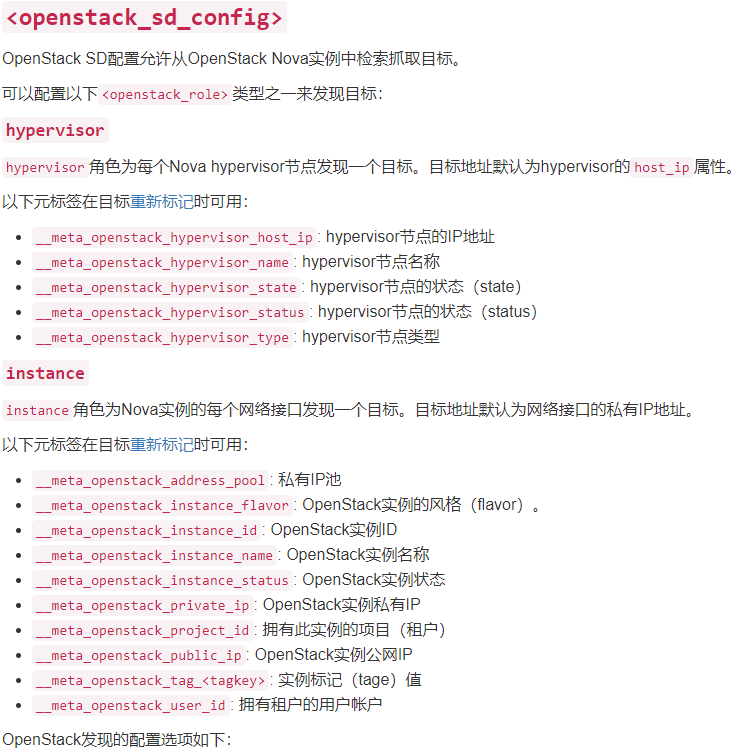 <openstack_sd_config>
OpenStack SD配置允许从OpenStack Nova实例中检索抓取目标。
可以配置以下<openstack_role>类型之一来发现目标：
hypervisor
hypervisor角色为每个Nova hypervisor节点发现一个目标。目标地址默认为hypervisor的host_ip属性。
以下元标签在目标重新标记时可用：
• __meta_openstack_hypervisor_host_ip: hypervisor节点的IP地址
• __meta_openstack_hypervisor_name: hypervisor节点名称
• __meta_openstack_hypervisor_state: hypervisor节点的状态（state）
• __meta_openstack_hypervisor_status: hypervisor节点的状态（status）
• __meta_openstack_hypervisor_type: hypervisor节点类型
instance
instance角色为Nova实例的每个网络接口发现一个目标。目标地址默认为网络接口的私有IP地址。
以下元标签在目标重新标记时可用：
• __meta_openstack_address_pool: 私有IP池
• __meta_openstack_instance_flavor: OpenStack实例的风格（flavor）。
• __meta_openstack_instance_id: OpenStack实例ID
• __meta_openstack_instance_name: OpenStack实例名称
• __meta_openstack_instance_status: OpenStack实例状态
• __meta_openstack_private_ip: OpenStack实例私有IP
• __meta_openstack_project_id: 拥有此实例的项目（租户）
• __meta_openstack_public_ip: OpenStack实例公网IP
• __meta_openstack_tag_<tagkey>: 实例标记（tage）值
• __meta_openstack_user_id: 拥有租户的用户帐户
OpenStack发现的配置选项如下：